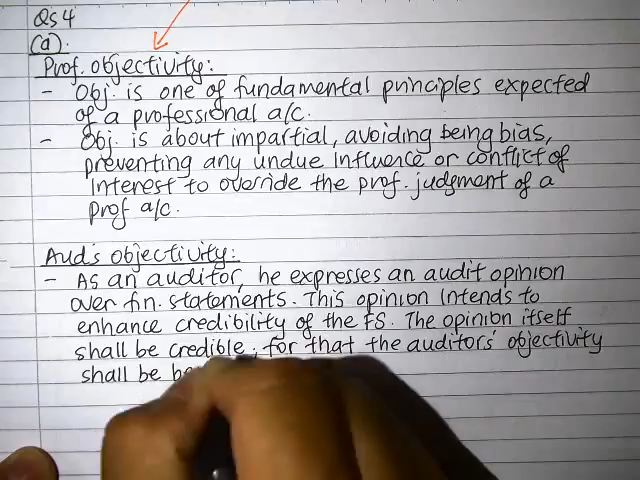 Qs 4
(a).
Prof. objectivity:
- Obj. is one of fundamental principles expected
of a professional a/c.
- Obj. is about impartial, avoiding being bias,
preventing any undue influence or conflict of
interest to override the prof. judgment of a
Prof a/c.
Aud's objectivity:
- As an auditor, he expresses an audit opinion
over fin. statements. This opinion intends to
enhance credibility of the FS. The opinion itself
shall be credible, for that the auditors' objectivity
shall be